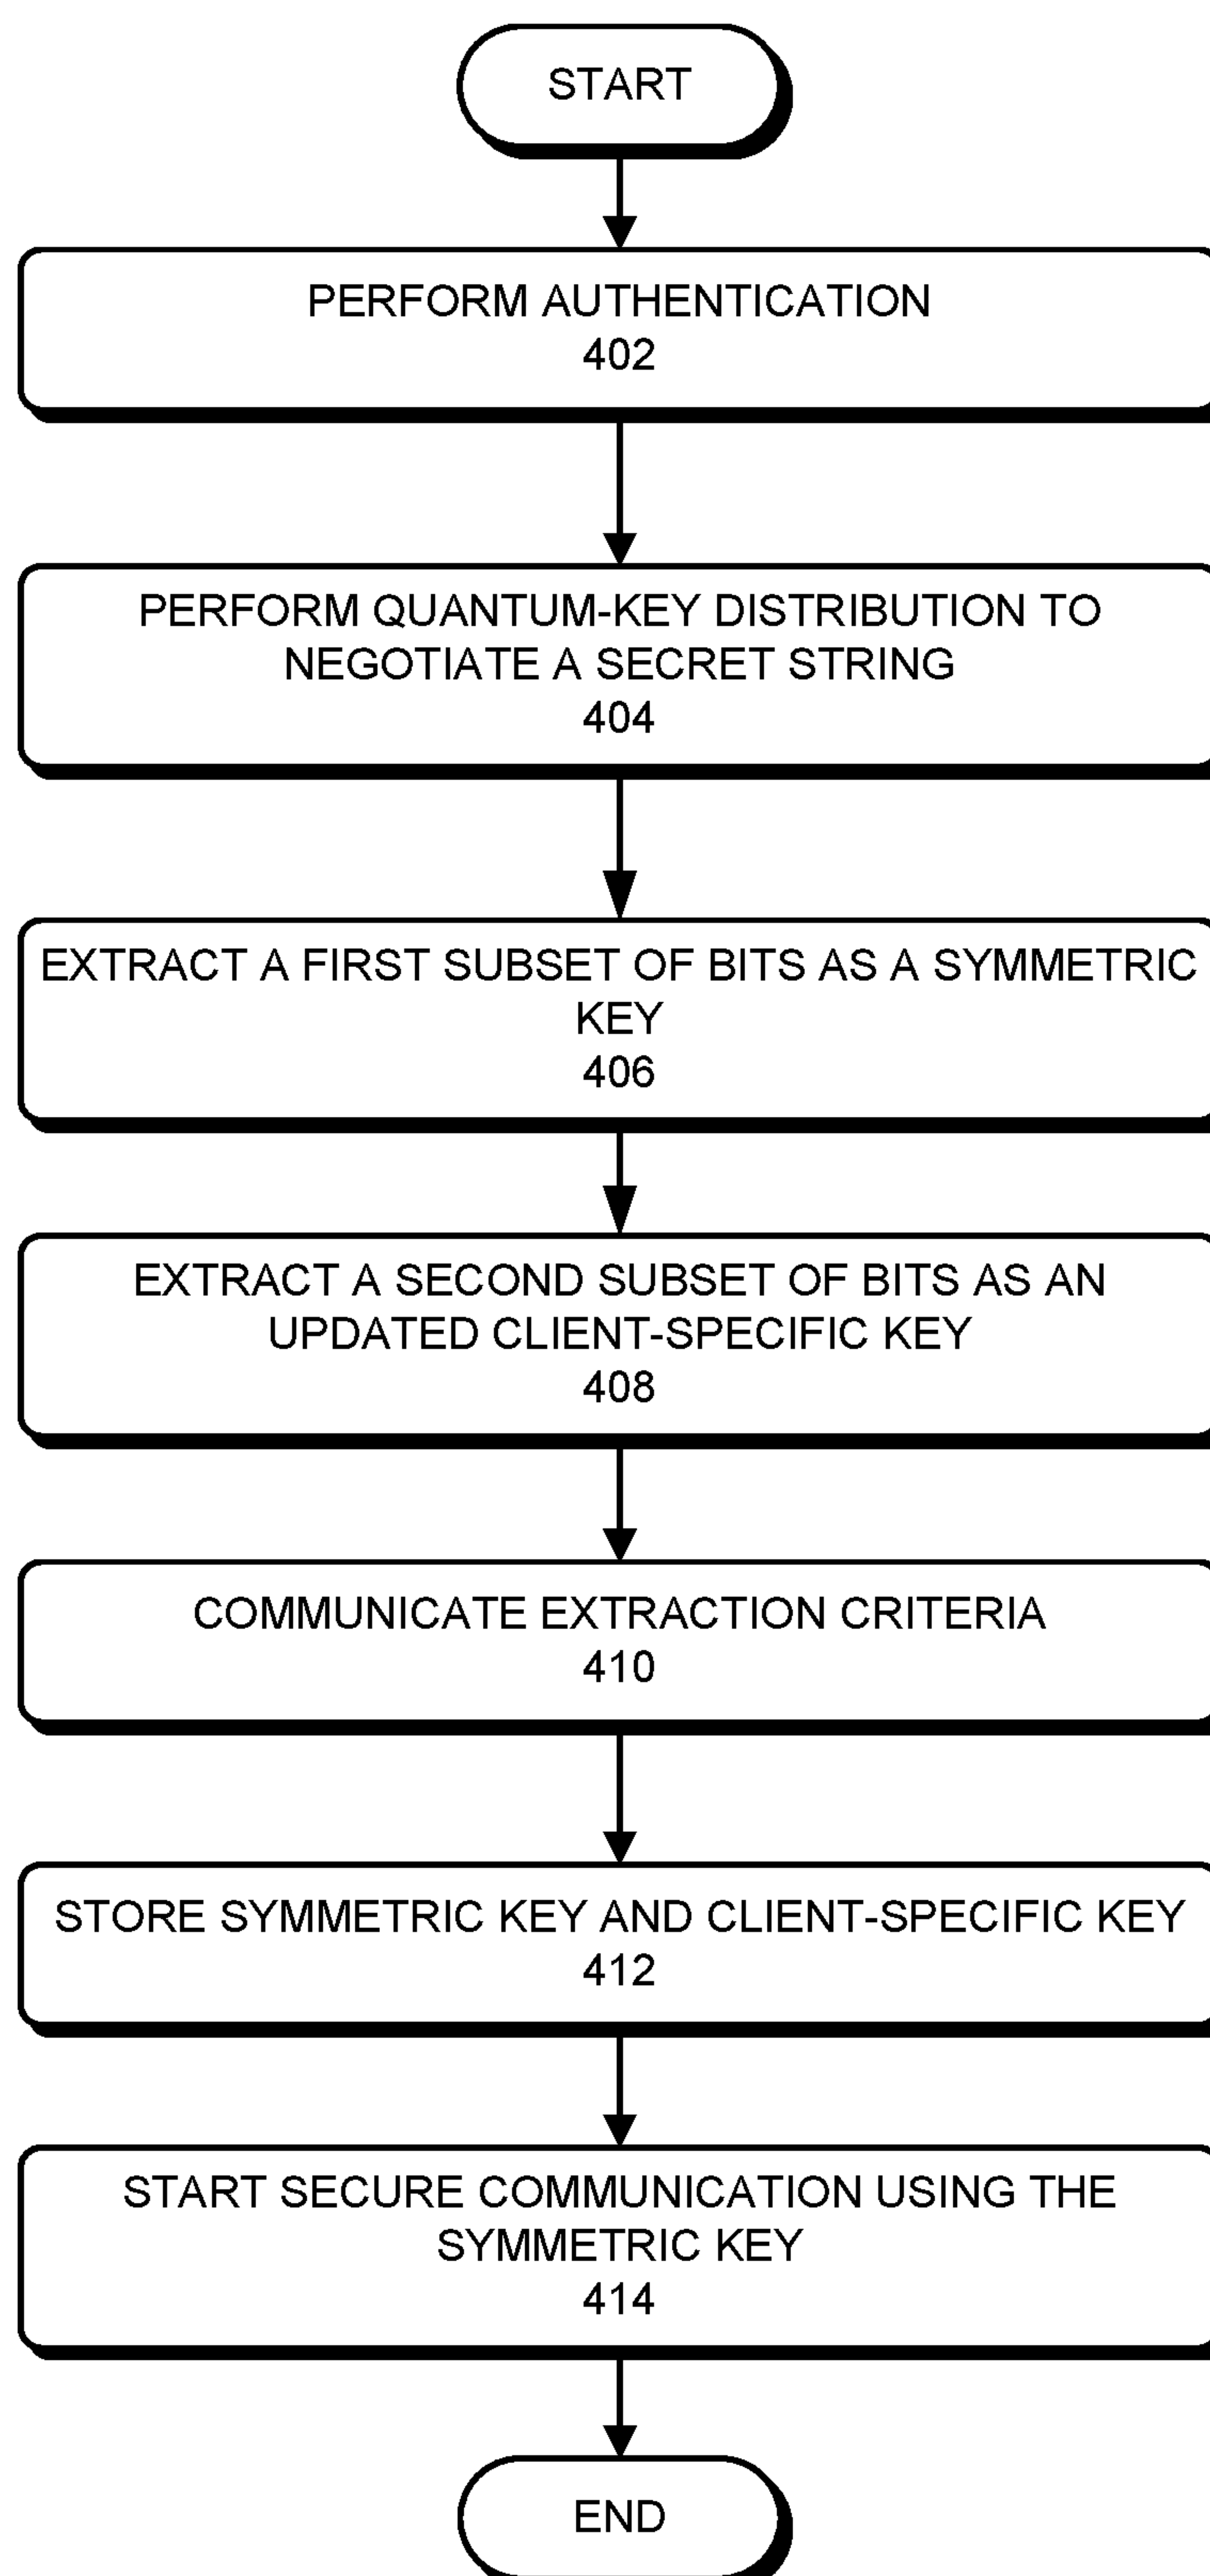 START
PERFORM AUTHENTICATION
402
PERFORM QUANTUM-KEY DISTRIBUTION TO
NEGOTIATE A SECRET STRING
404
EXTRACT A FIRST SUBSET OF BITS AS A SYMMETRIC
KEY
406
EXTRACT A SECOND SUBSET OF BITS AS AN
UPDATED CLIENT-SPECIFIC KEY
408
COMMUNICATE EXTRACTION CRITERIA
410
STORE SYMMETRIC KEY AND CLIENT-SPECIFIC KEY
412
START SECURE COMMUNICATION USING THE
SYMMETRIC KEY
414
END